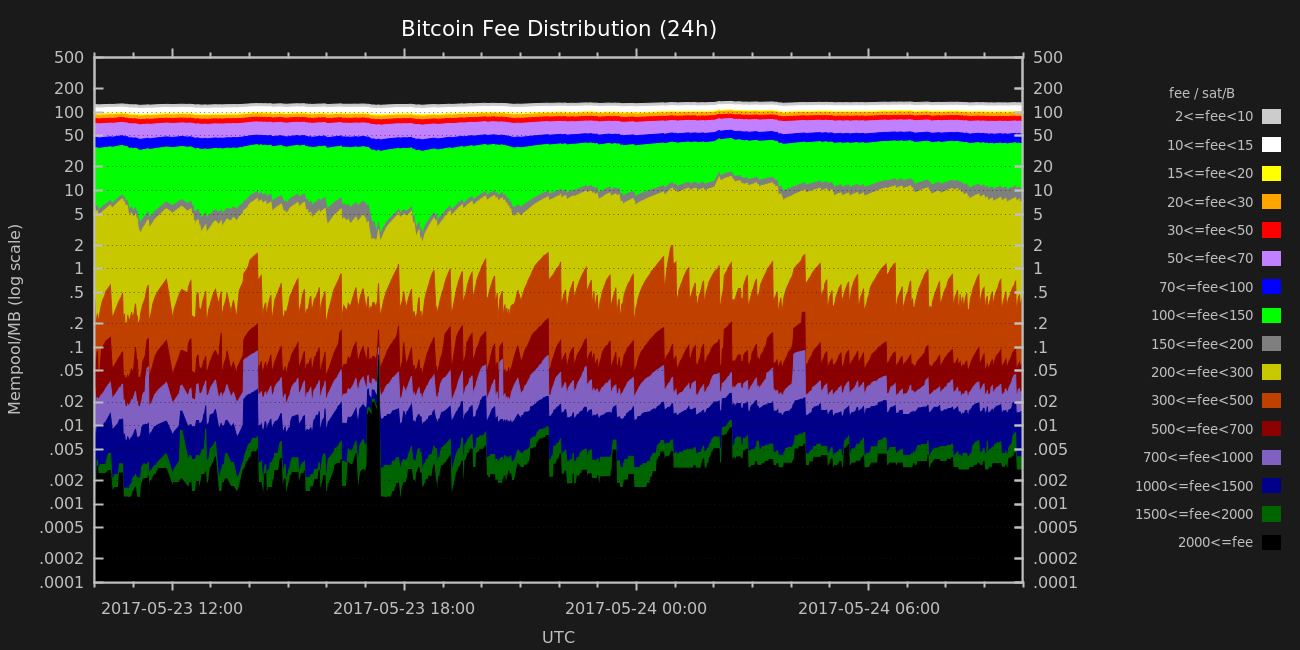 Bitcoin Fee Distribution (24h)
Mempool/MB (log scale)
500
200
100
50
20
10
5
2
1
.5
.2
.1
.05
.02
.01
.005
.002
.001
.0005
.0002
.0001
500
200
100
50
20
10
5
2
1
.5
.2
.1
.05
.02
.01
.005
.002
.001
.0005
.0002
.0001
2017-05-23 12:00
2017-05-23 18:00
2017-05-24 00:00
2017-05-24 06:00
UTC
fee / sat/B
2<=fee<10
10<=fee<15
15<=fee<20
20<=fee<30
30<=fee<50
50<=fee<70
70<=fee<100
100<=fee<150
150<=fee<200
200<=fee<300
300<=fee<500
500<=fee<700
700<=fee<1000
1000<=fee<1500
1500<=fee<2000
2000<=fee